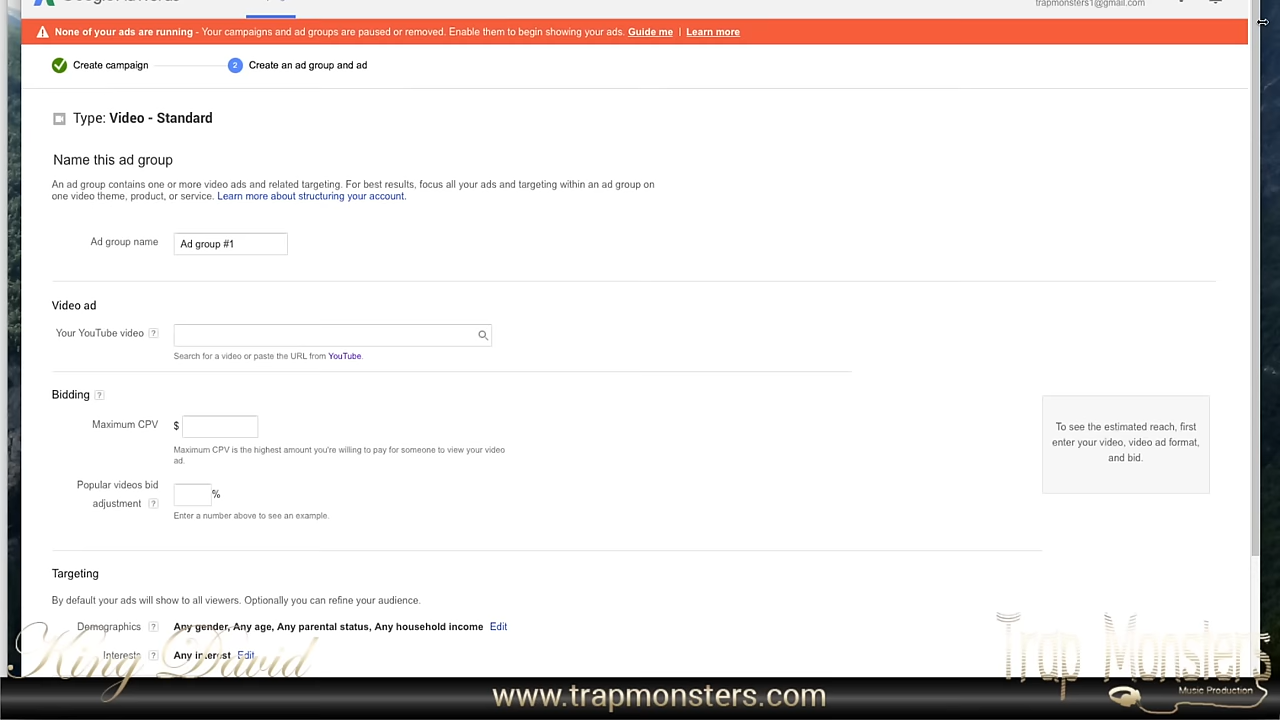 trapmonsters1@gmail.com
None of your ads are running - Your campaigns and ad groups are paused or removed. Enable them to begin showing your ads. Guide me | Learn more
Create campaign
2 Create an ad group and ad
Type: Video - Standard
Name this ad group
An ad group contains one or more video ads and related targeting. For best results, focus all your ads and targeting within an ad group on
one video theme, product, or service. Learn more about structuring your account.
Ad group name
Ad group #1
Video ad
Your YouTube video ?
Search for a video or paste the URL from YouTube.
Bidding ?
Maximum CPV
$
Maximum CPV is the highest amount you're willing to pay for someone to view your video
ad.
To see the estimated reach, first
enter your video, video ad format,
and bid.
Popular videos bid
adjustment ?
%
Enter a number above to see an example.
Targeting
By default your ads will show to all viewers. Optionally you can refine your audience.
Demographics ? Any gender, Any age, Any parental status, Any household income Edit
Interests ? Any interest Edit
King David
Trap Monsters
Music Production
www.trapmonsters.com